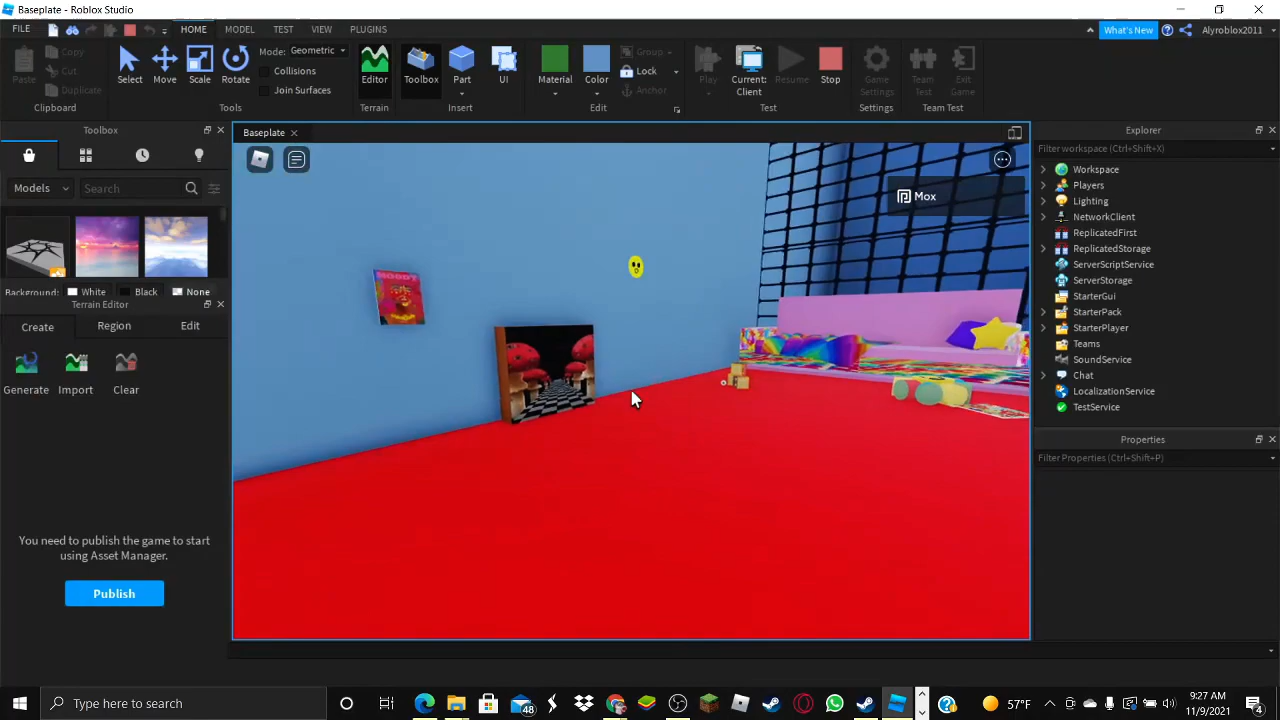 Baseplate - Roblox Studio
FILE HOME MODEL TEST VIEW PLUGINS What's New Alyroblox2011
Paste Copy Cut Duplicate Select Move Scale Rotate Mode: Geometric Collisions Join Surfaces Editor Toolbox Part UI Material Color Group Lock Anchor Play Current: Client Resume Stop Game Settings Team Test Exit Game
Clipboard Tools Terrain Insert Edit Test Settings Team Test
Toolbox
Models Search
Background: White Black None
Terrain Editor
Create Region Edit
Generate Import Clear
You need to publish the game to start
using Asset Manager.
Publish
Baseplate
Mox
MOODY
Explorer
Filter workspace (Ctrl+Shift+X)
Workspace
Players
Lighting
NetworkClient
ReplicatedFirst
ReplicatedStorage
ServerScriptService
ServerStorage
StarterGui
StarterPack
StarterPlayer
Teams
SoundService
Chat
LocalizationService
TestService
Properties
Filter Properties (Ctrl+Shift+P)
Type here to search
48
57°F
9:27 AM
11/9/2021
4